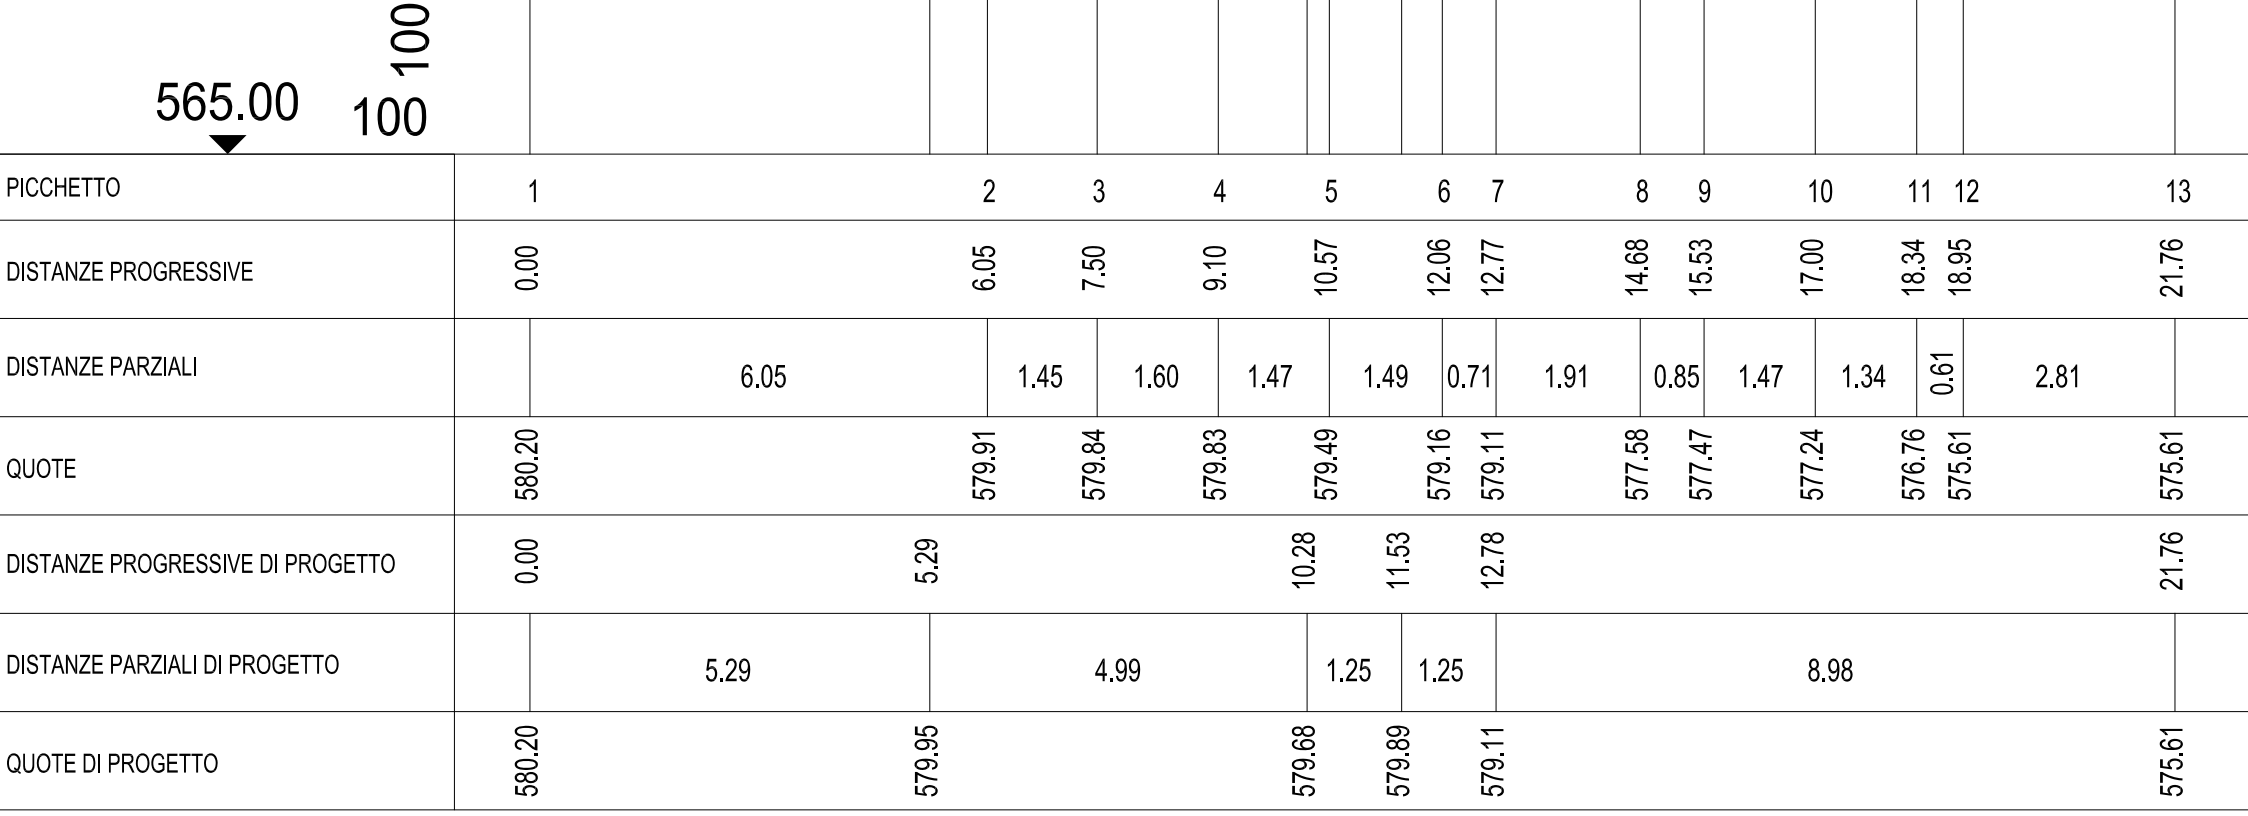 100
565.00
100
PICCHETTO 1 2 3 4 5 6 7 8 9 10 11 12 13
DISTANZE PROGRESSIVE 0.00 6.05 7.50 9.10 10.57 12.06 12.77 14.68 15.53 17.00 18.34 18.95 21.76
DISTANZE PARZIALI 6.05 1.45 1.60 1.47 1.49 0.71 1.91 0.85 1.47 1.34 0.61 2.81
QUOTE 580.20 579.91 579.84 579.83 579.49 579.16 579.11 577.58 577.47 577.24 576.76 575.61 575.61
DISTANZE PROGRESSIVE DI PROGETTO 0.00 5.29 10.28 11.53 12.78 21.76
DISTANZE PARZIALI DI PROGETTO 5.29 4.99 1.25 1.25 8.98
QUOTE DI PROGETTO 580.20 579.95 579.68 579.89 579.11 575.61